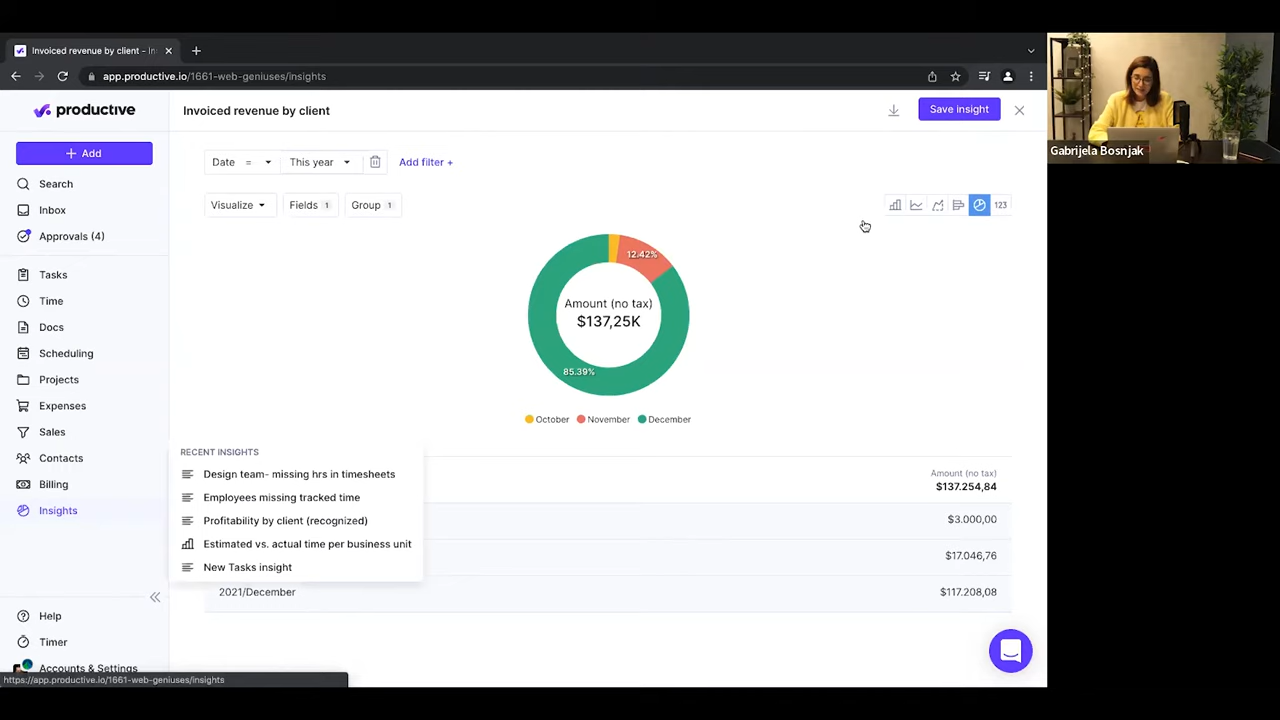 Invoiced revenue by client - in
app.productive.io/1661-web-geniuses/insights
productive
Invoiced revenue by client
Save insight
Gabrijela Bosnjak
Add
Date = This year Add filter +
Search
Visualize Fields 1 Group 1 123
Inbox
Approvals (4)
12.42%
Tasks
Time
Amount (no tax)
$137,25K
Docs
Scheduling
85.39%
Projects
Expenses
October November December
Sales
Contacts
Billing
Insights
RECENT INSIGHTS
Design team- missing hrs in timesheets
Employees missing tracked time
Profitability by client (recognized)
Estimated vs. actual time per business unit
New Tasks insight
Amount (no tax)
$137.254,84
$3.000,00
$17.046,76
2021/December $117.208,08
Help
Timer
Accounts & Settings
https://app.productive.io/1661-web-geniuses/insights